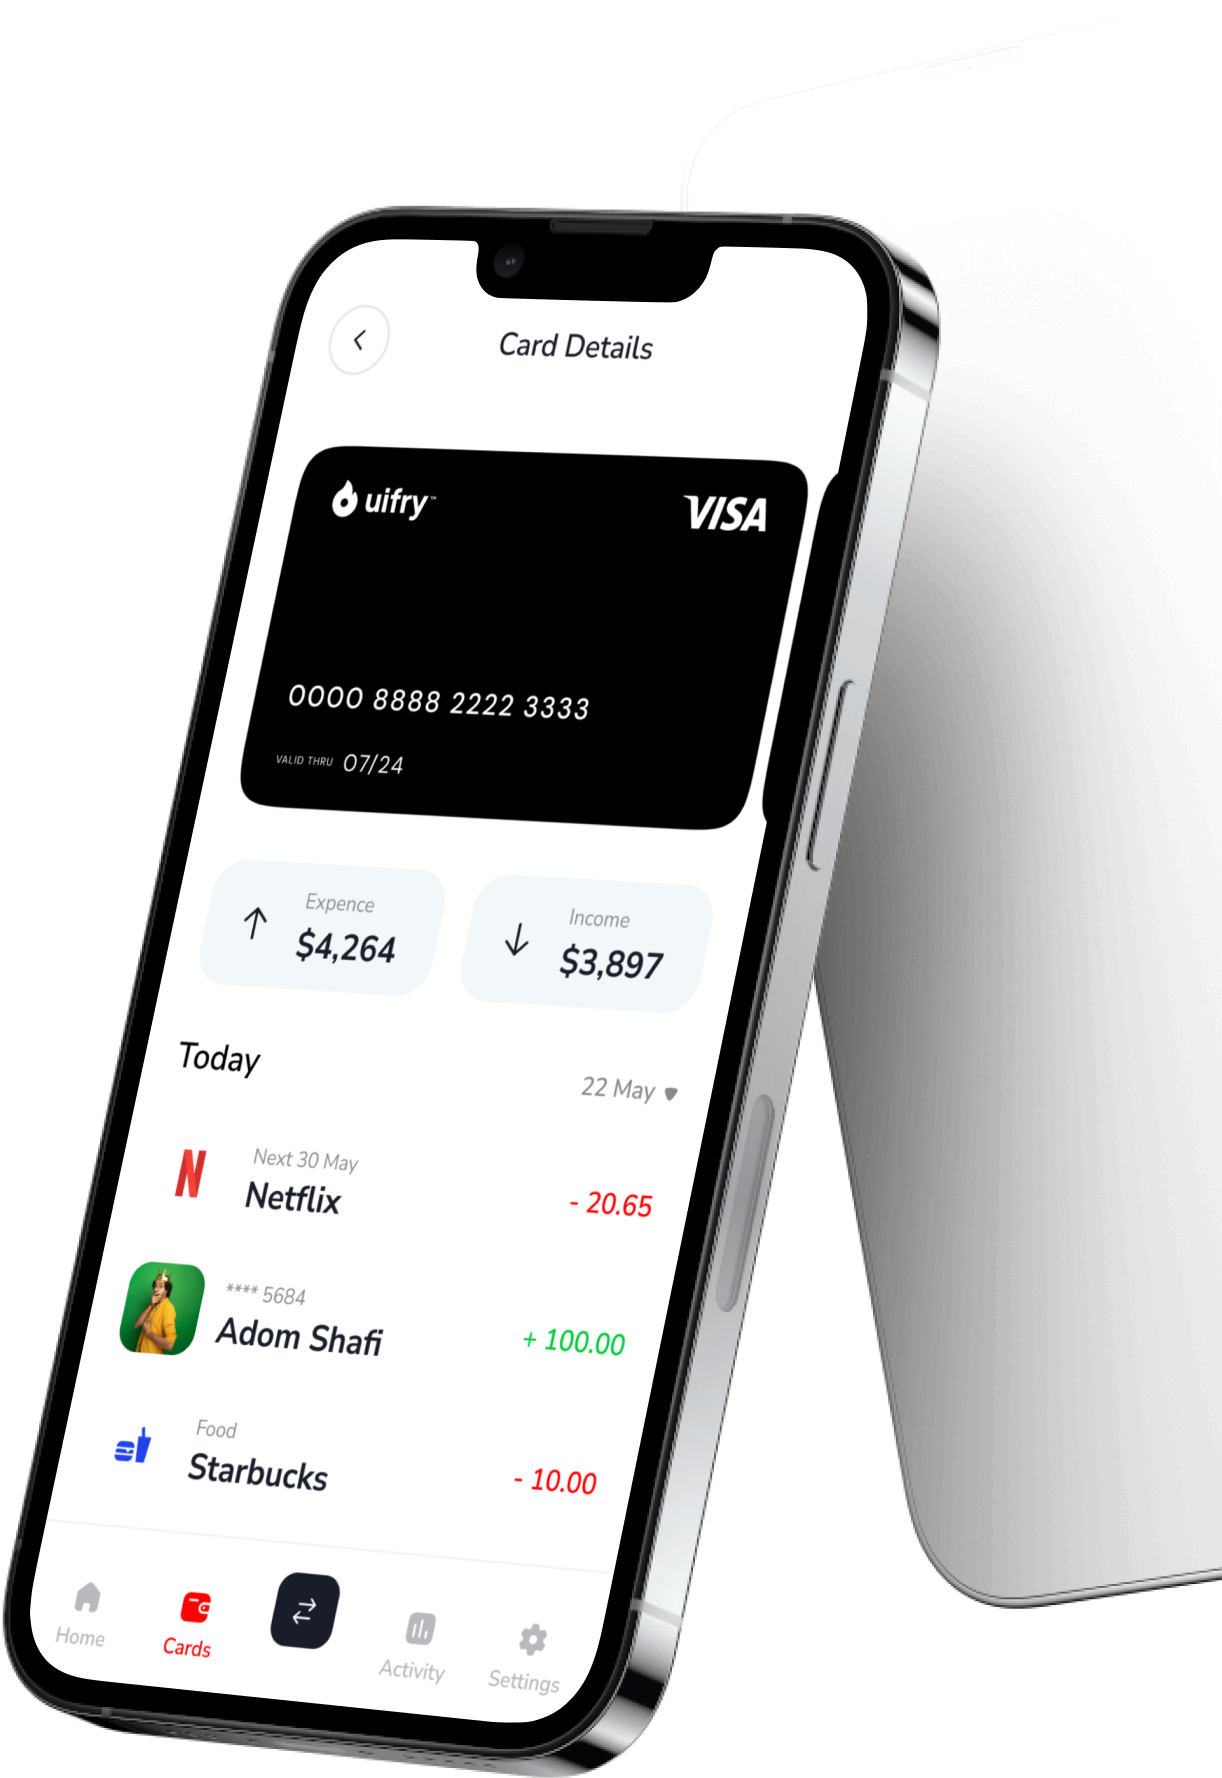 Card Details
uifry™
VISA
0000 8888 2222 3333
VALID THRU 07/24
Expence
$4,264
Income
$3,897
Today
22 May
Next 30 May
Netflix
- 20.65
**** 5684
Adom Shafi
+ 100.00
Food
Starbucks
- 10.00
Home
Cards
Activity
Settings